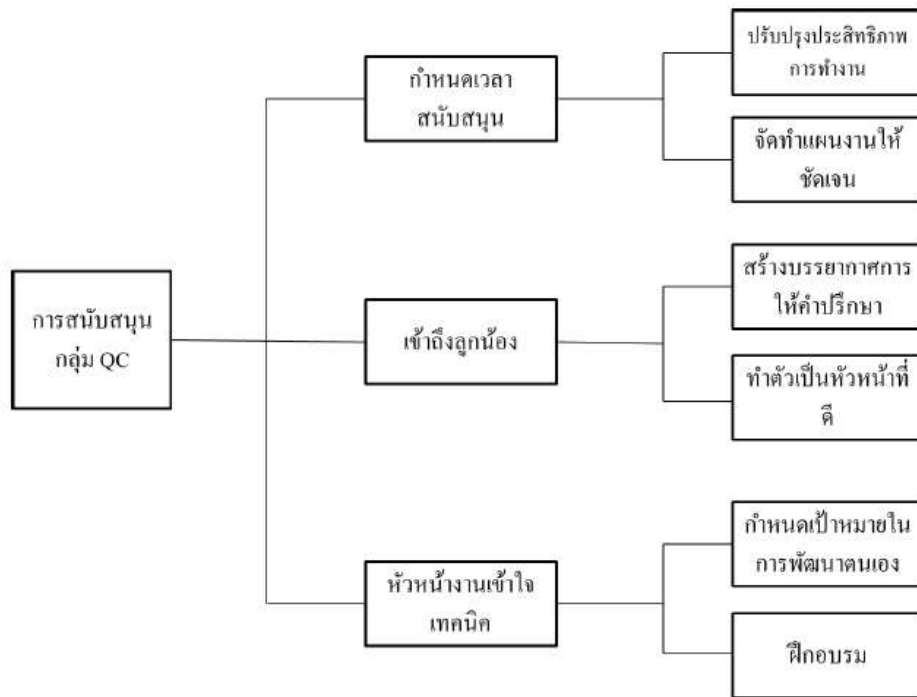 ปรับปรุงประสิทธิภาพ
การทำงาน
กำหนดเวลา
สนับสนุน
จัดทำแผนงานให้
ชัดเจน
สร้างบรรยากาศการ
ให้คำปรึกษา
การสนับสนุน
กลุ่ม QC
เข้าถึงลูกน้อง
ทำตัวเป็นหัวหน้าที่
ดี
กำหนดเป้าหมายใน
การพัฒนาตนเอง
หัวหน้างานเข้าใจ
เทคนิค
ฝึกอบรม